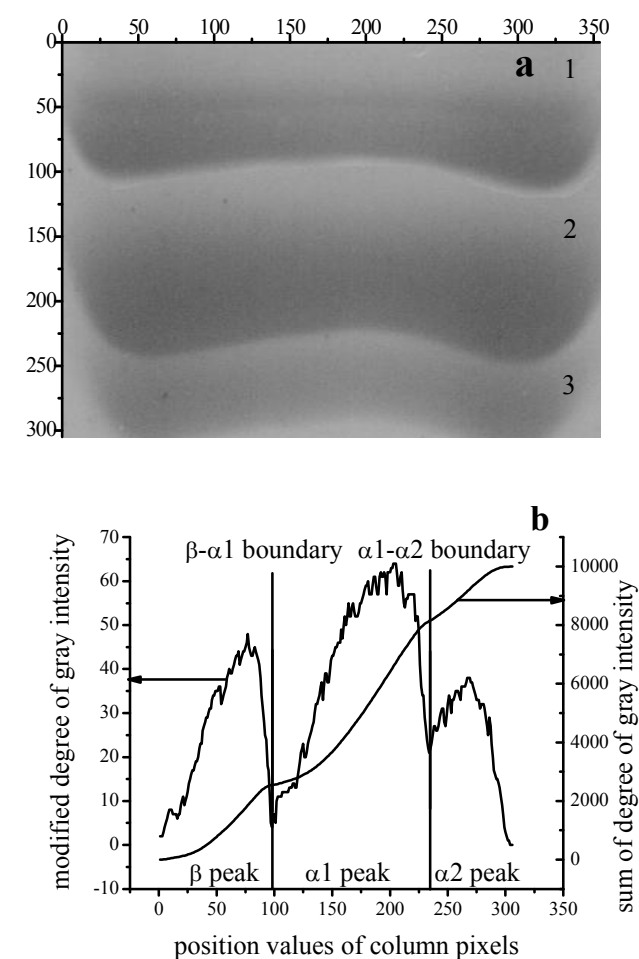 0 50 100 150 200 250 300 350
a
1
2
3
0
50
100
150
200
250
300
b
β-α1 boundary α1-α2 boundary
β peak α1 peak α2 peak
modified degree of gray intensity
70
60
50
40
30
20
10
0
-10
sum of degree of gray intensity
10000
8000
6000
4000
2000
0
0 50 100 150 200 250 300 350
position values of column pixels